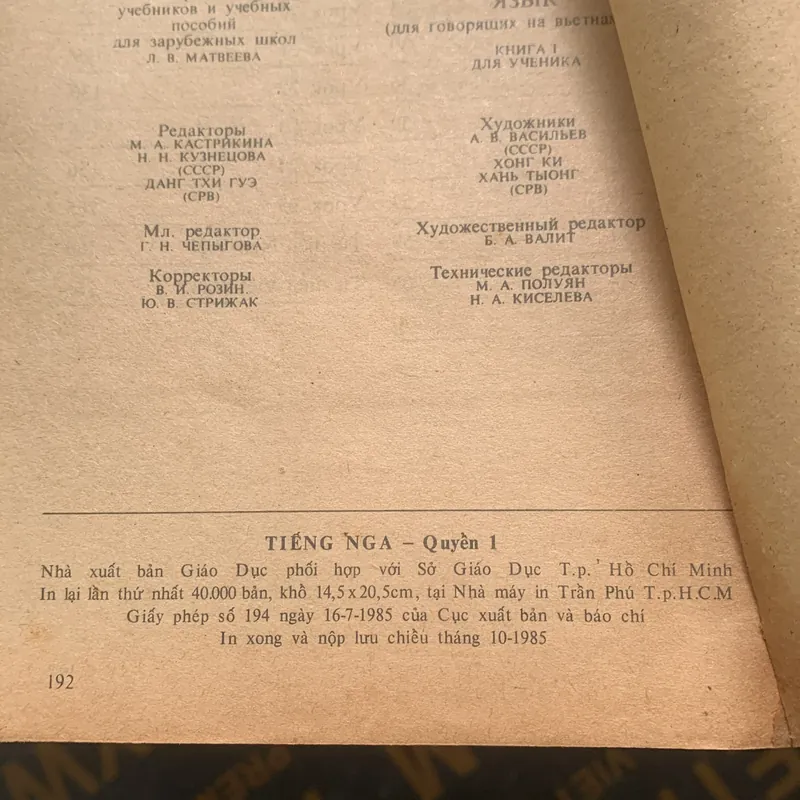 учебников и учебных
пособий
для зарубежных школ
Л. В. МАТВЕЕВА
ЯЗЫК
(для говорящих на
КНИГА I
ДЛЯ УЧЕНИКА
Редакторы
М. А. КАСТРИКИНА
Н. Н. КУЗНЕЦОВА
(СССР)
ДАНГ ТХИ ГУЭ
(СРВ)
Мл. редактор
Г. Н. ЧЕПЫГОВА
Корректоры
В. И. РОЗИН.
Ю. В. СТРИЖАК
Художники
А. В. ВАСИЛЬЕВ
(СССР)
ХОНГ КИ
ХАНЬ ТЫОНГ
(СРВ)
Художественный редактор
Б. А. ВАЛИТ
Технические редакторы
М. А. ПОЛУЯН
Н. А. КИСЕЛЕВА
TIẾNG NGA – Quyển 1
Nhà xuất bản Giáo Dục phối hợp với Sở Giáo Dục T.p. Hồ Chí Minh
In lại lần thứ nhất 40.000 bản, khổ 14,5 x 20,5cm, tại Nhà máy in Trần Phú T.p.H.C.M
Giấy phép số 194 ngày 16-7-1985 của Cục xuất bản và báo chí
In xong và nộp lưu chiểu tháng 10-1985
192